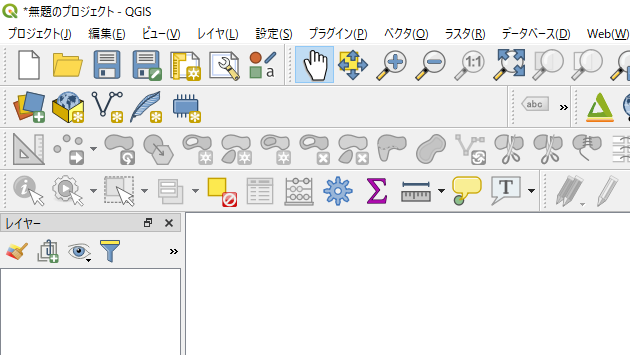 *無題のプロジェクト - QGIS
プロジェクト(J) 編集(E) ビュー(V) レイヤ(L) 設定(S) プラグイン(P) ベクタ(O) ラスタ(R) データベース(D) Web(W)
a 1:1
abc »
T
レイヤー
»